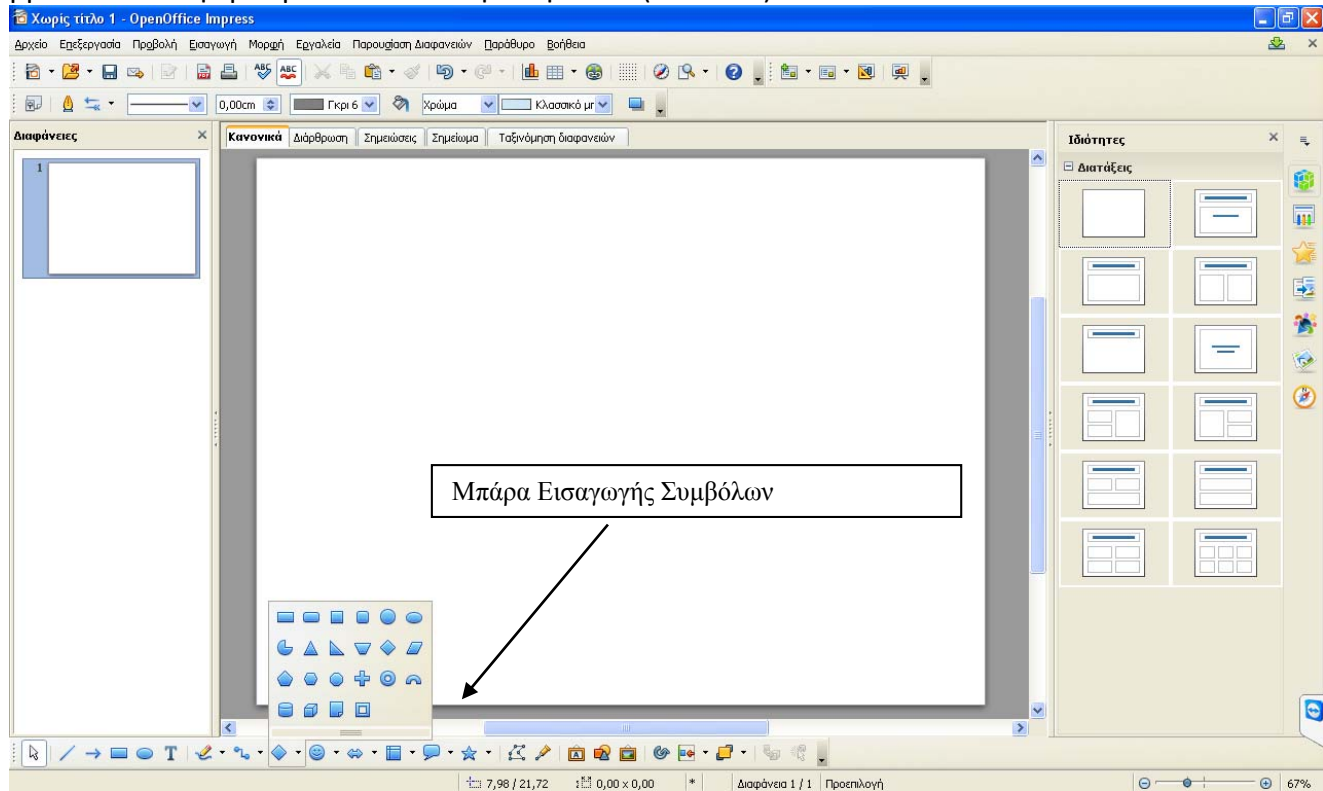 Χωρίς τίτλο 1 - OpenOffice Impress
Αρχείο Επεξεργασία Προβολή Εισαγωγή Μορφή Εργαλεία Παρουσίαση Διαφανειών Παράθυρο Βοήθεια
0,00cm Γκρι 6 Χρώμα Κλασσικό μπ
Διαφάνειες
Κανονικά Διάρθρωση Σημειώσεις Σημείωμα Ταξινόμηση διαφανειών
Ιδιότητες
Διατάξεις
1
Μπάρα Εισαγωγής Συμβόλων
7,98 / 21,72 0,00 x 0,00 * Διαφάνεια 1 / 1 Προεπιλογή 67%